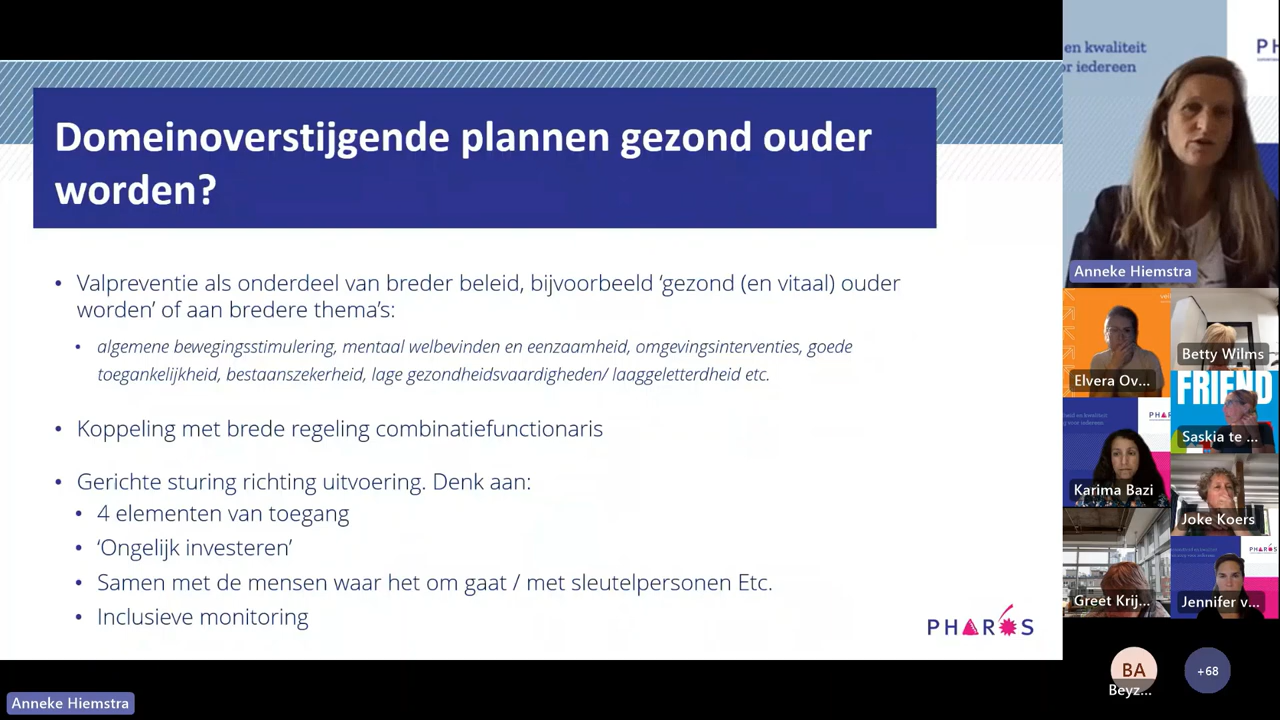 Domeinoverstijgende plannen gezond ouder
worden?
• Valpreventie als onderdeel van breder beleid, bijvoorbeeld ‘gezond (en vitaal) ouder
worden’ of aan bredere thema’s:
• algemene bewegingsstimulering, mentaal welbevinden en eenzaamheid, omgevingsinterventies, goede
toegankelijkheid, bestaanszekerheid, lage gezondheidsvaardigheden/ laaggeletterdheid etc.
• Koppeling met brede regeling combinatiefunctionaris
• Gerichte sturing richting uitvoering. Denk aan:
• 4 elementen van toegang
• ‘Ongelijk investeren’
• Samen met de mensen waar het om gaat / met sleutelpersonen Etc.
• Inclusieve monitoring
PHAROS
Anneke Hiemstra
en kwaliteit
or iedereen
PH
Anneke Hiemstra
Elvera Ov...
Betty Wilms
FRIEND
Saskia te ...
Karima Bazi
Joke Koers
Greet Krij...
PHAROS
Jennifer v...
BA
Beyz...
+68